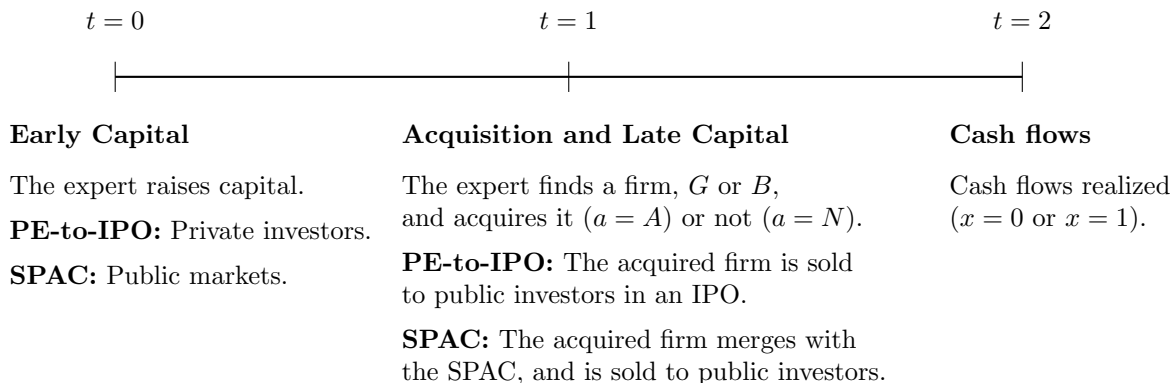 t = 0
t = 1
t = 2
Early Capital
The expert raises capital.
PE-to-IPO: Private investors.
SPAC: Public markets.
Acquisition and Late Capital
The expert finds a firm, G or B,
and acquires it (a = A) or not (a = N).
PE-to-IPO: The acquired firm is sold
to public investors in an IPO.
SPAC: The acquired firm merges with
the SPAC, and is sold to public investors.
Cash flows
Cash flows realized
(x = 0 or x = 1).